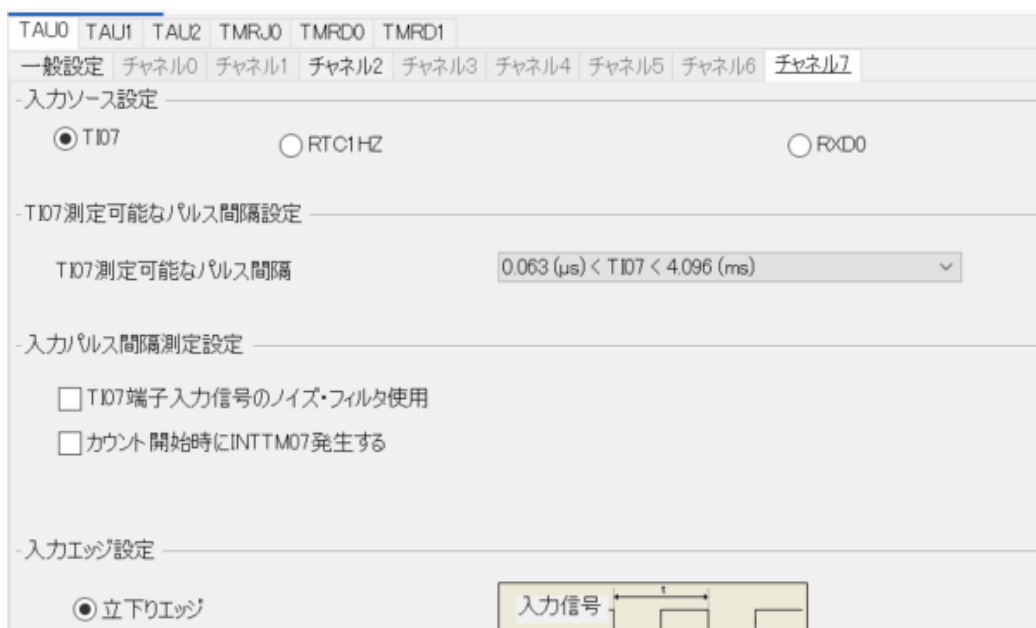 TAU0 TAU1 TAU2 TMRJ0 TMRD0 TMRD1
一般設定 チャネル0 チャネル1 チャネル2 チャネル3 チャネル4 チャネル5 チャネル6 チャネル7
入力ソース設定
TI07 RTC1HZ RXD0
TI07測定可能なパルス間隔設定
TI07測定可能なパルス間隔 0.063 (μs) < TI07 < 4.096 (ms)
入力パルス間隔測定設定
TI07端子入力信号のノイズ・フィルタ使用
カウント開始時にINTTM07発生する
入力エッジ設定
立下りエッジ 入力信号 t